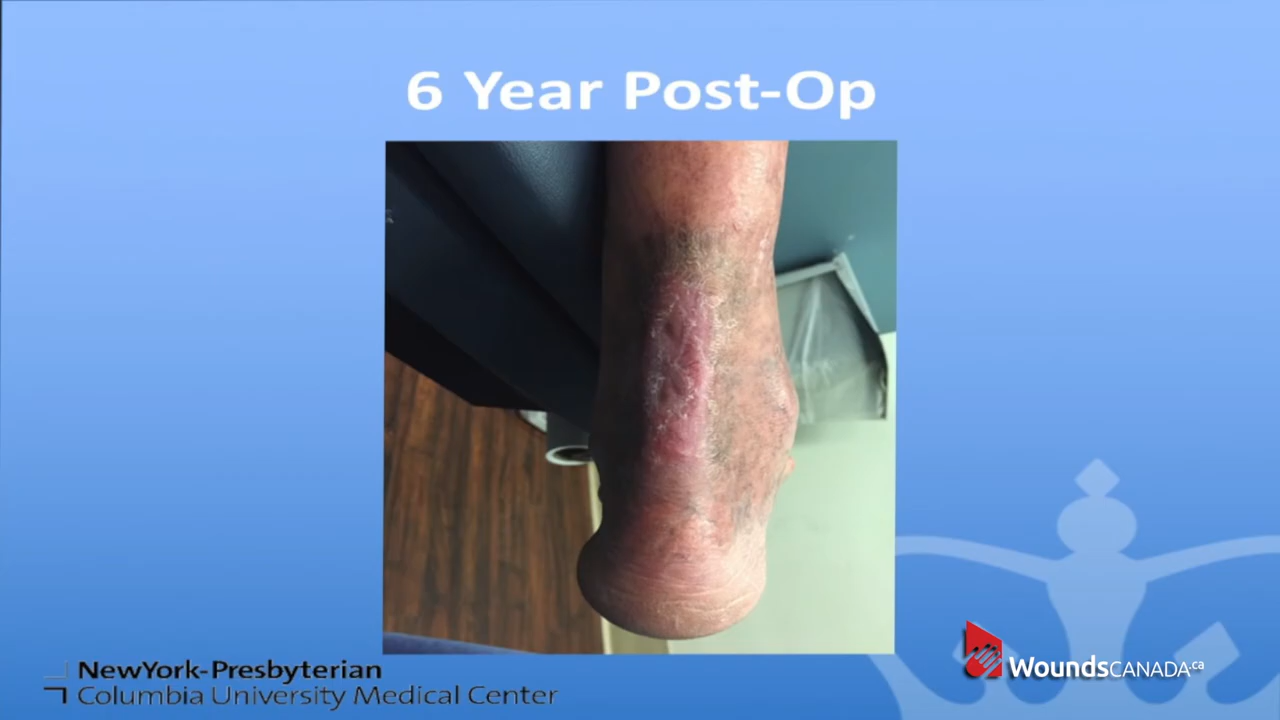 6 Year Post-Op
NewYork-Presbyterian
Columbia University Medical Center
WoundsCANADA.ca